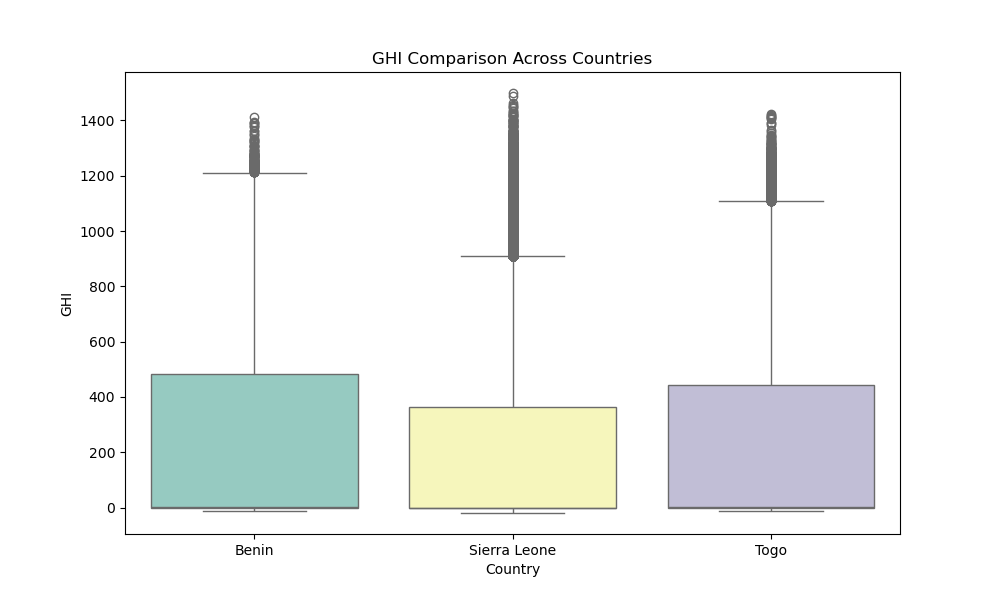 GHI Comparison Across Countries
GHI
1400
1200
1000
800
600
400
200
0
Benin
Sierra Leone
Togo
Country